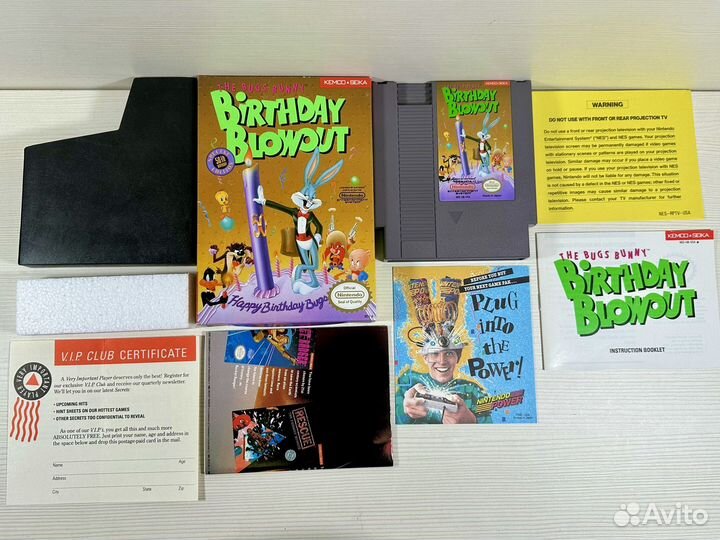 THE BUGS BUNNY
KEMCO★SEIKA
BIRTHDAY
BLOWOUT
50TH
Nintendo
Happy Birthday Bugs
Official
Nintendo
Seal of Quality
KEMCO★SEIKA
BIRTHDAY
BLOWOUT
Nintendo
WARNING
DO NOT USE WITH FRONT OR REAR PROJECTION TV
Do not use a front or rear projection television with your Nintendo
Entertainment System® ("NES") and NES games. Your projection
television screen may be permanently damaged if video games
with stationary scenes or patterns are played on your projection
television. Similar damage may occur if you place a video game
on hold or pause. If you use your projection television with NES
games, Nintendo will not be liable for any damage. This situation
is not caused by a defect in the NES or NES games; other fixed or
repetitive images may cause similar damage to a projection
television. Please contact your TV manufacturer for further
information.
NES-RPTV-USA
KEMCO★SEIKA
THE BUGS BUNNY
BIRTHDAY
BLOWOUT
INSTRUCTION BOOKLET
BEFORE YOU BUY
YOUR NEXT GAME PAK...
PLUG
into
the
POWER!
NINTENDO
POWER
RESCUE
VERY IMPORTANT PLAYER
V.I.P. CLUB CERTIFICATE
A Very Important Player deserves only the best! Register for
our exclusive V.I.P. Club and receive our quarterly newsletter.
We'll let you in on our latest Secrets:
• UPCOMING HITS
• HINT SHEETS ON OUR HOTTEST GAMES
• OTHER SECRETS TOO CONFIDENTIAL TO REVEAL
As one of our V.I.P.'s, you get all this and much more
ABSOLUTELY FREE. Just print your name, age and address in
the space below and drop this postage-paid card in the mail.
Name
Age
Address
City
State
Zip
Avito